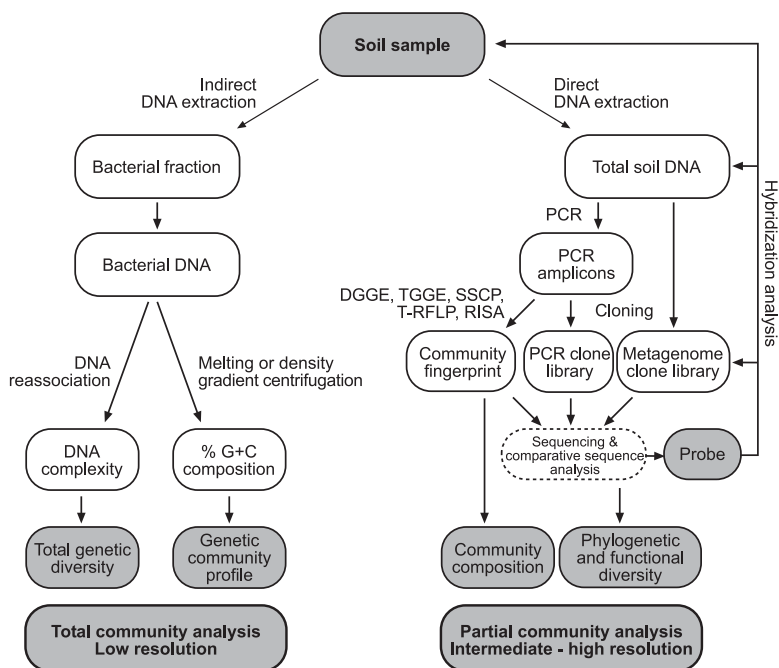 Soil sample
Indirect
DNA extraction
Direct
DNA extraction
Bacterial fraction
Total soil DNA
Hybridization analysis
PCR
Bacterial DNA
PCR
amplicons
DGGE, TGGE, SSCP,
T-RFLP, RISA
Cloning
DNA
reassociation
Melting or density
gradient centrifugation
Community
fingerprint
PCR clone
library
Metagenome
clone library
DNA
complexity
% G+C
composition
Sequencing &
comparative sequence
analysis
Probe
Total genetic
diversity
Genetic
community
profile
Community
composition
Phylogenetic
and functional
diversity
Total community analysis
Low resolution
Partial community analysis
Intermediate - high resolution